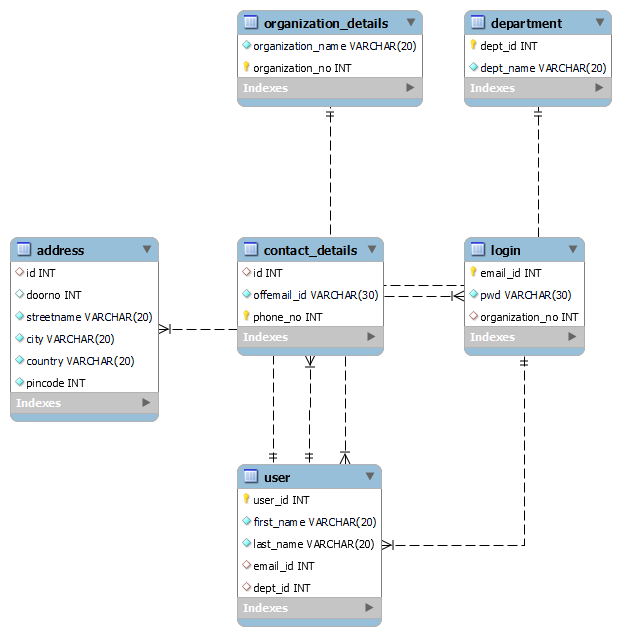 organization_details
organization_name VARCHAR(20)
organization_no INT
Indexes
department
dept_id INT
dept_name VARCHAR(20)
Indexes
address
id INT
doorno INT
streetname VARCHAR(20)
city VARCHAR(20)
country VARCHAR(20)
pincode INT
Indexes
contact_details
id INT
offemail_id VARCHAR(30)
phone_no INT
Indexes
login
email_id INT
pwd VARCHAR(30)
organization_no INT
Indexes
user
user_id INT
first_name VARCHAR(20)
last_name VARCHAR(20)
email_id INT
dept_id INT
Indexes